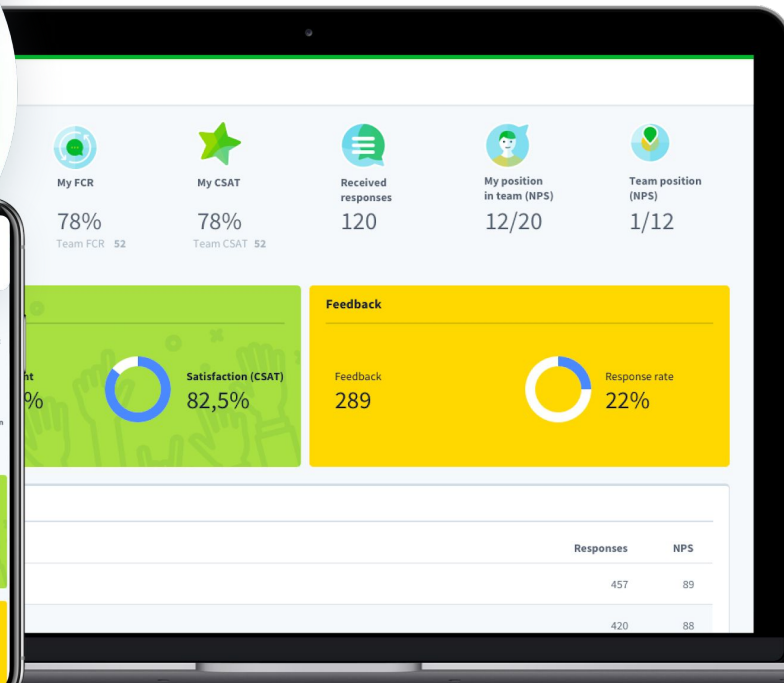 My FCR
78%
Team FCR 52
My CSAT
78%
Team CSAT 52
Received
responses
120
My position
in team (NPS)
12/20
Team position
(NPS)
1/12
%
Satisfaction (CSAT)
82,5%
Feedback
Feedback
289
Response rate
22%
Responses NPS
457 89
420 88